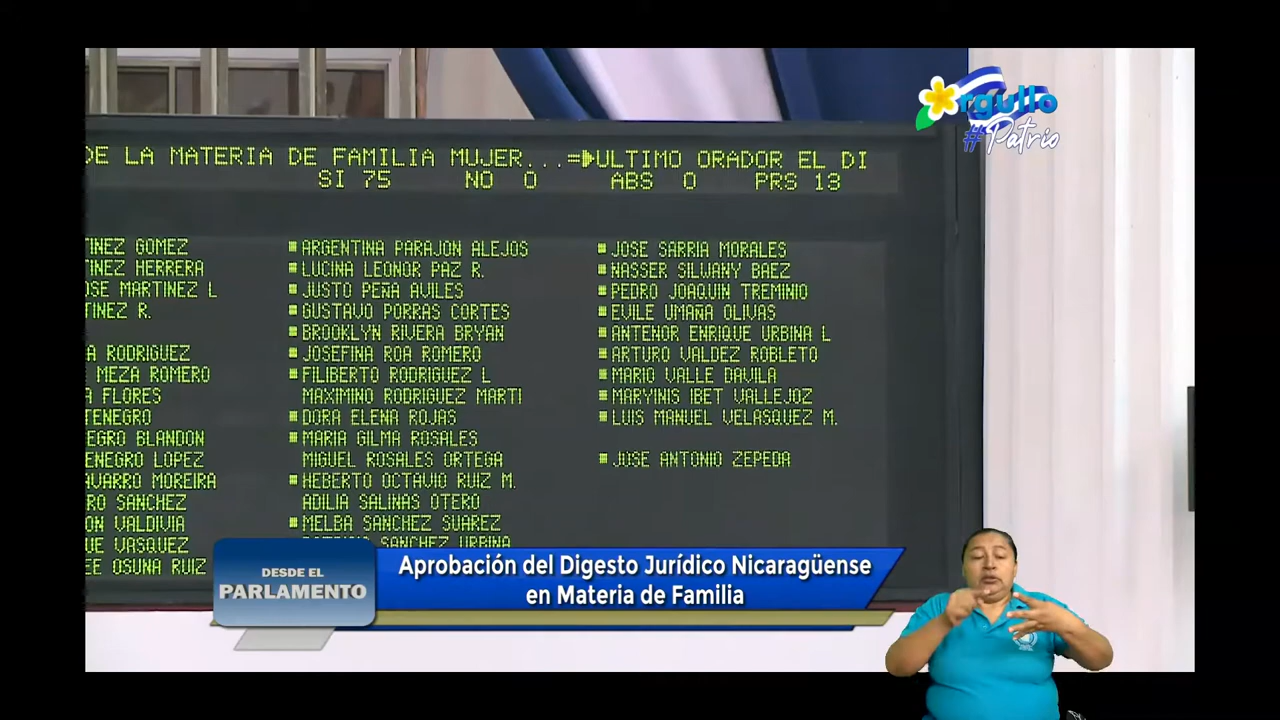 rgullo
#Patrio
DE LA MATERIA DE FAMILIA MUJER...=ULTIMO ORADOR EL DI
SI 75 NO 0 ABS 0 PRS 13
TINEZ GOMEZ
TINEZ HERRERA
OSE MARTINEZ L
TINEZ R.
A RODRIGUEZ
MEZA ROMERO
A FLORES
TENEGRO
EGRO BLANDON
ENEGRO LOPEZ
AVARRO MOREIRA
RO SANCHEZ
ON VALDIVIA
UE VASQUEZ
EE OSUNA RUIZ
ARGENTINA PARAJON ALEJOS
LUCINA LEONOR PAZ R.
JUSTO PEÑA AVILES
GUSTAVO PORRAS CORTES
BROOKLYN RIVERA BRYAN
JOSEFINA ROA ROMERO
FILIBERTO RODRIGUEZ L
MAXIMINO RODRIGUEZ MARTI
DORA ELENA ROJAS
MARIA GILMA ROSALES
MIGUEL ROSALES ORTEGA
HEBERTO OCTAVIO RUIZ M.
ADILIA SALINAS OTERO
MELBA SANCHEZ SUAREZ
SANCHEZ URBINA
JOSE SARRIA MORALES
NASSER SILWANY BAEZ
PEDRO JOAQUIN TREMINIO
EVILE UMAÑA OLIVAS
ANTENOR ENRIQUE URBINA L
ARTURO VALDEZ ROBLETO
MARIO VALLE DAVILA
MARYINIS IBET VALLEJOZ
LUIS MANUEL VELASQUEZ M.
JOSE ANTONIO ZEPEDA
DESDE EL
PARLAMENTO
Aprobación del Digesto Jurídico Nicaragüense
en Materia de Familia